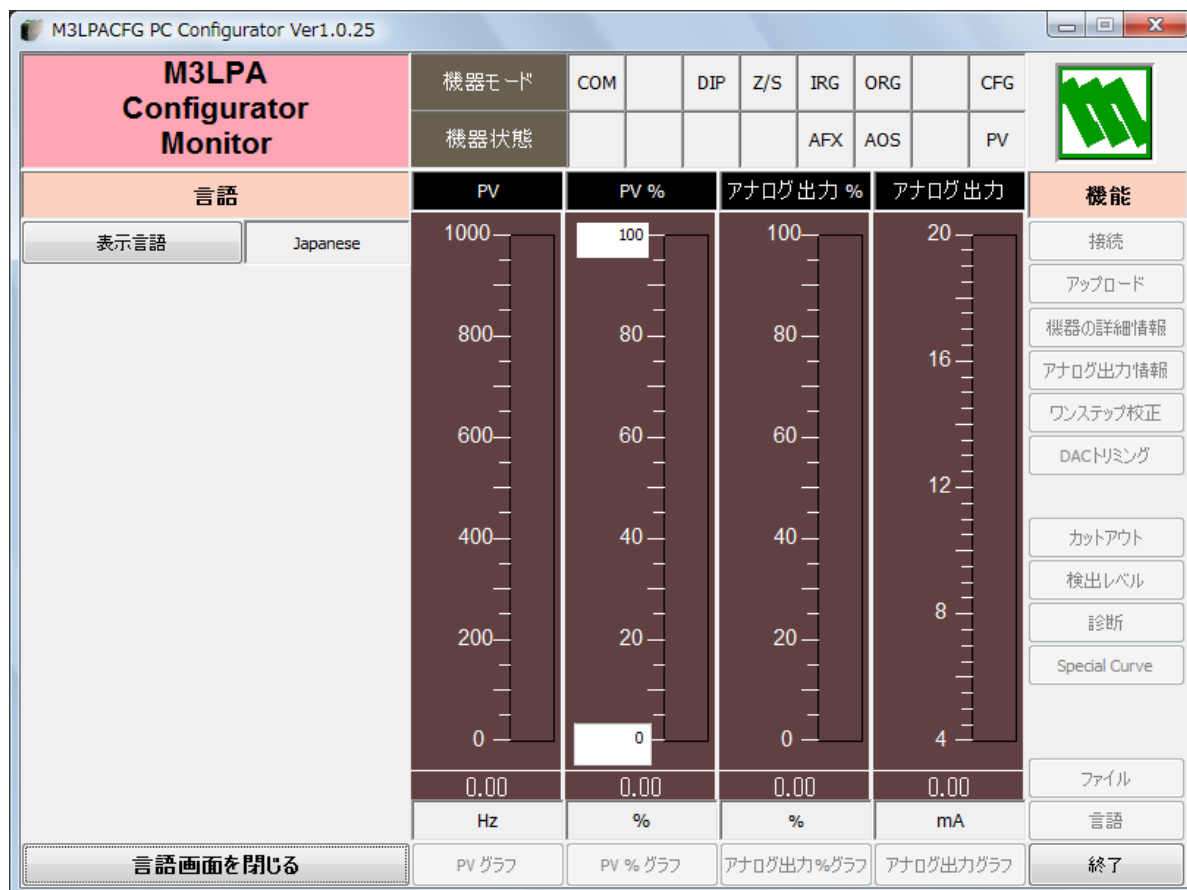 M3LPACFG PC Configurator Ver1.0.25
M3LPA
Configurator
Monitor
機器モード
COM
DIP
Z/S
IRG
ORG
CFG
機器状態
AFX
AOS
PV
言語
PV
PV %
アナログ出力 %
アナログ出力
機能
表示言語
Japanese
1000
800
600
400
200
0
100
80
60
40
20
0
100
80
60
40
20
0
20
16
12
8
4
0.00
0.00
0.00
0.00
Hz
%
%
mA
接続
アップロード
機器の詳細情報
アナログ出力情報
ワンステップ校正
DACトリミング
カットアウト
検出レベル
診断
Special Curve
ファイル
言語
言語画面を閉じる
PV グラフ
PV % グラフ
アナログ出力%グラフ
アナログ出力グラフ
終了